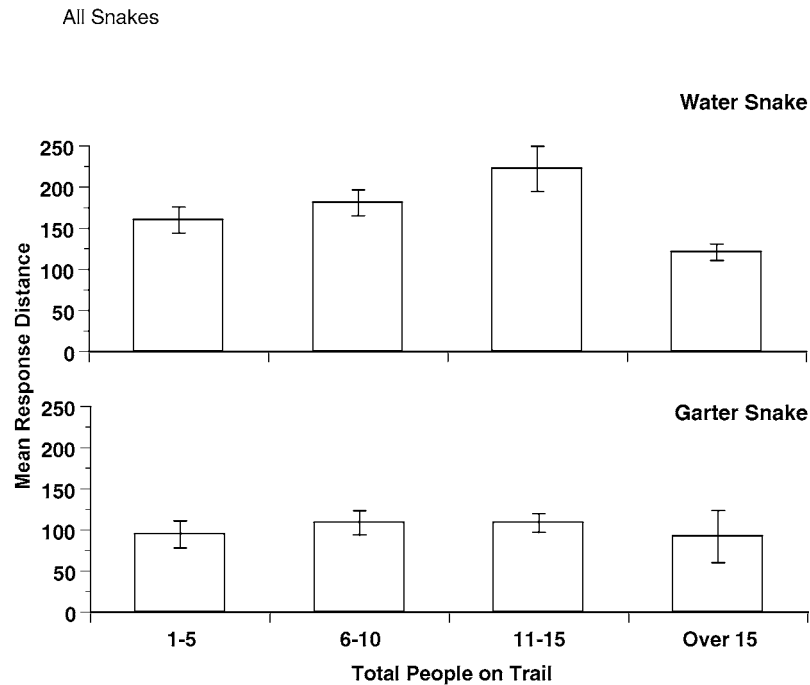 All Snakes
Water Snake
250
200
150
100
50
0
Mean Response Distance
Garter Snake
250
200
150
100
50
0
1-5 6-10 11-15 Over 15
Total People on Trail